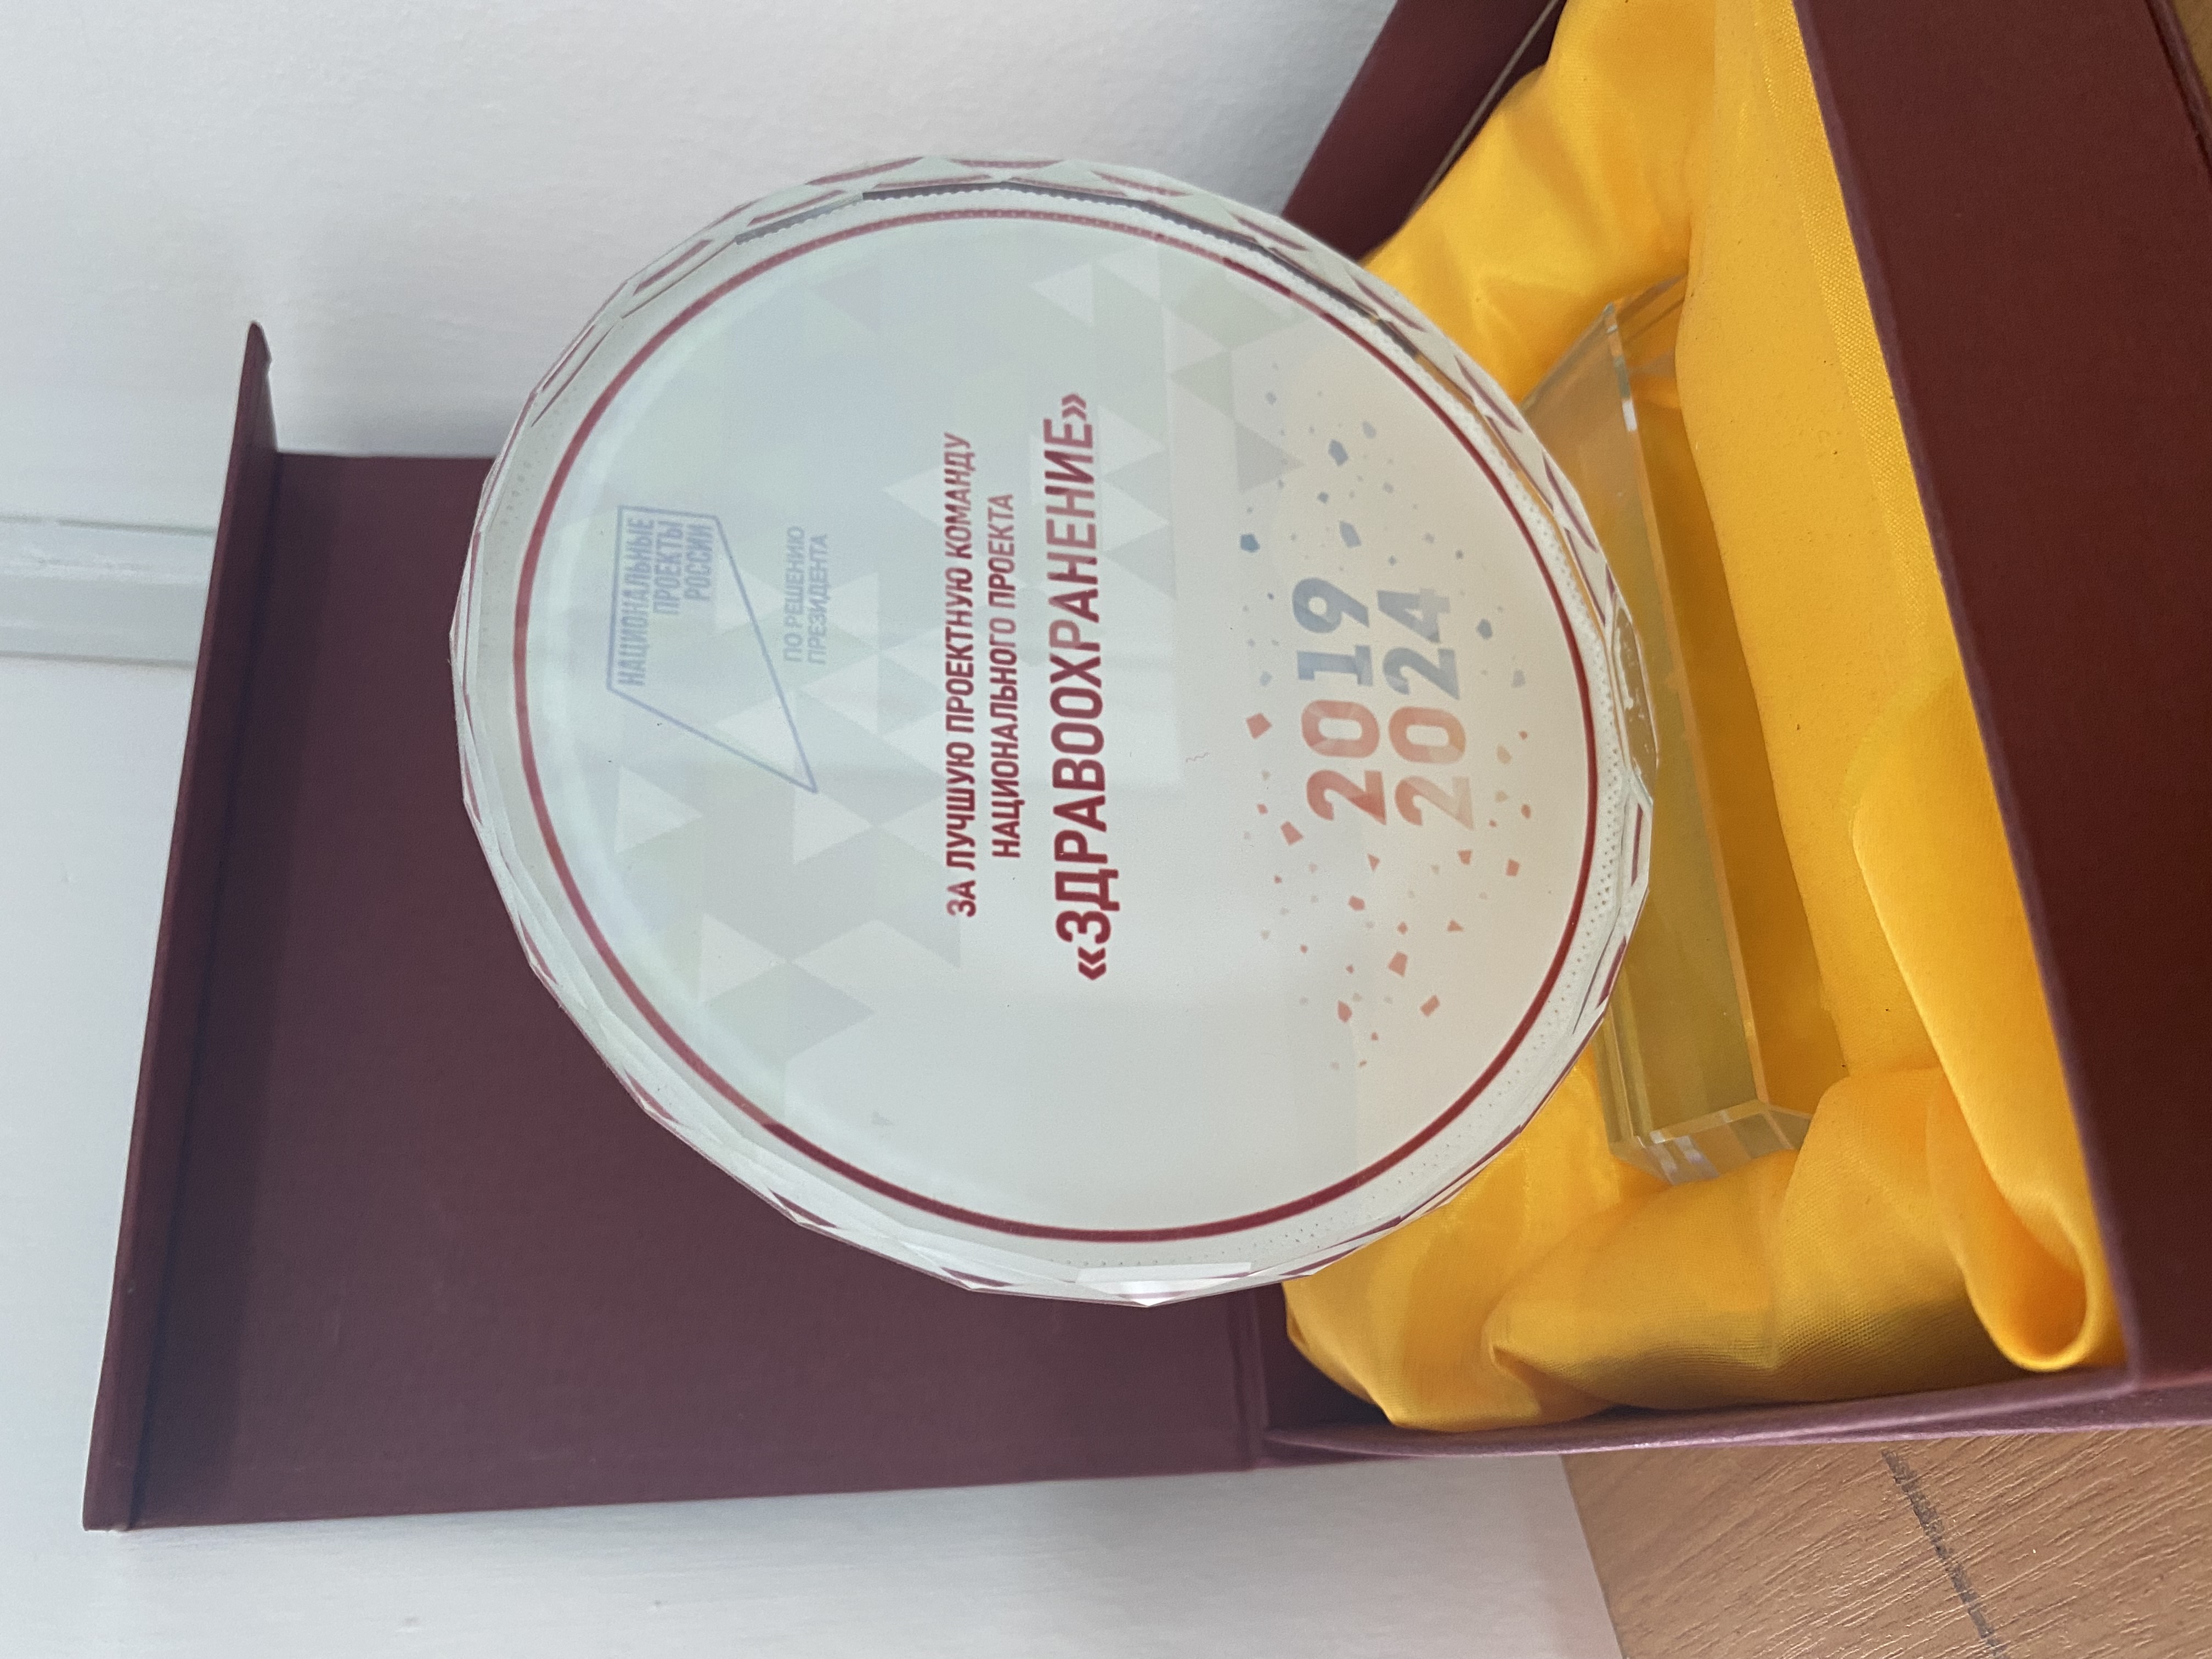 НАЦИОНАЛЬНЫЕ
ПРОЕКТЫ
РОССИИ
ПО РЕШЕНИЮ
ПРЕЗИДЕНТА
ЗА ЛУЧШУЮ ПРОЕКТНУЮ КОМАНДУ
НАЦИОНАЛЬНОГО ПРОЕКТА
«ЗДРАВООХРАНЕНИЕ»
2019
2024